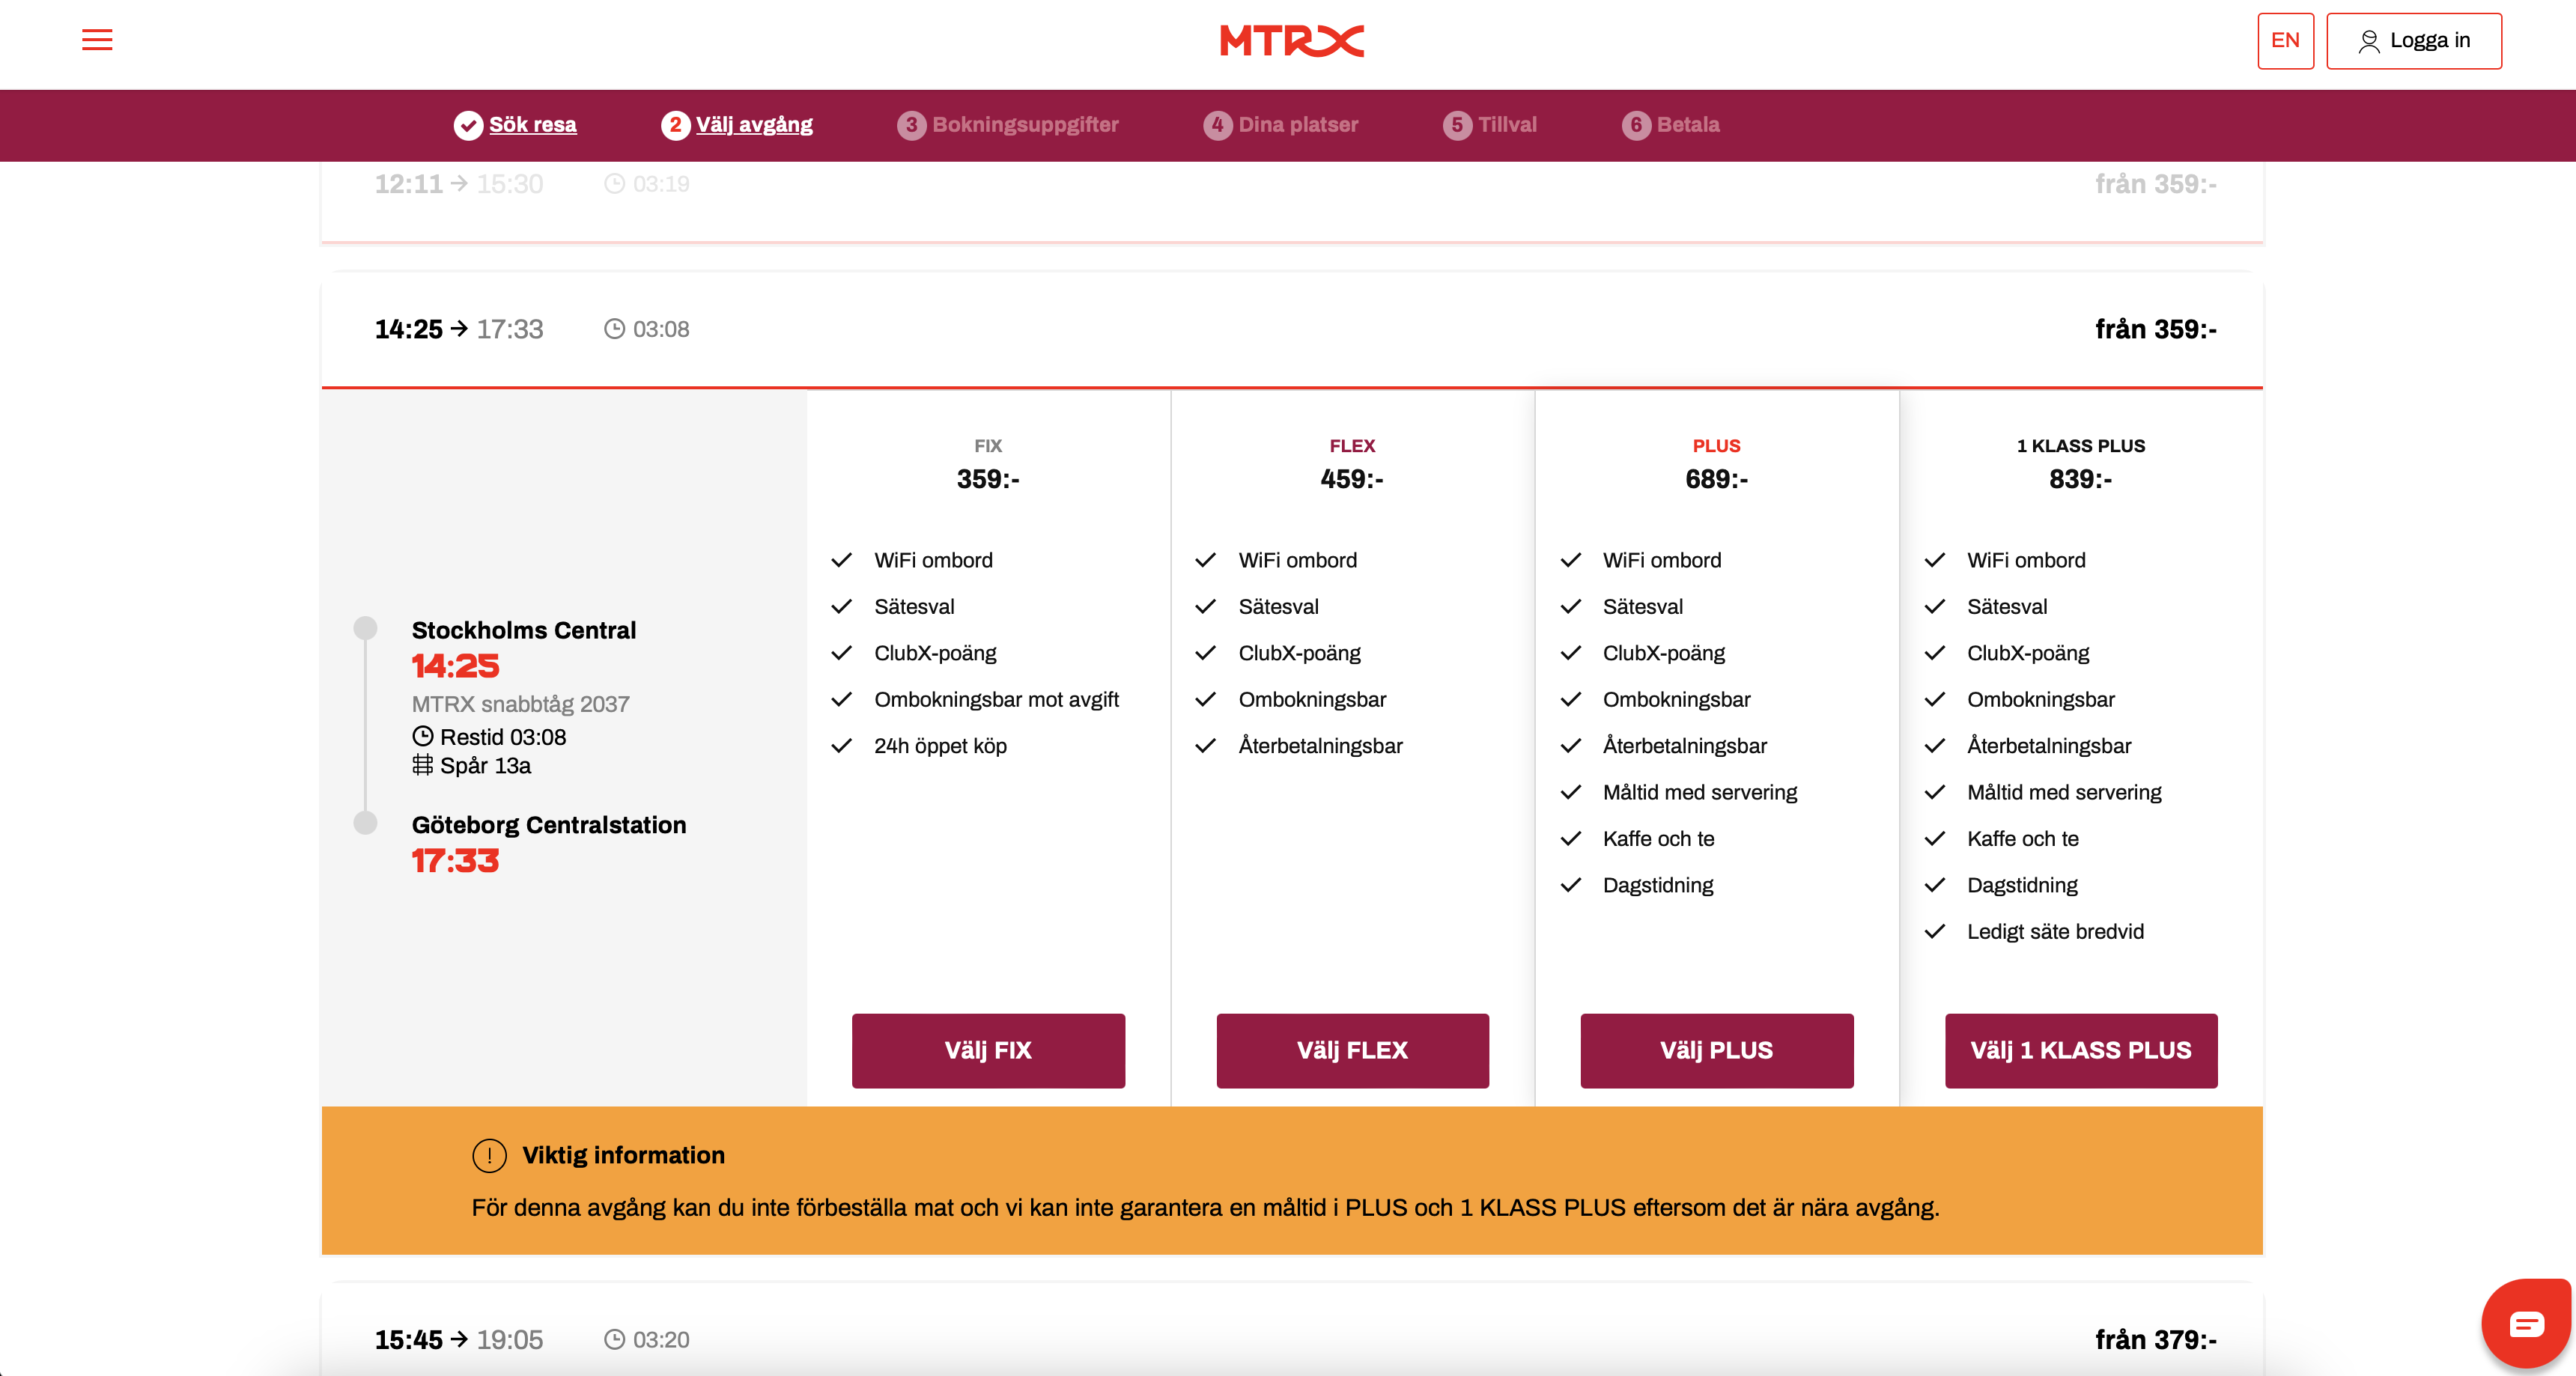 MTRX
EN
Logga in
Sök resa
2 Välj avgång
3 Bokningsuppgifter
4 Dina platser
5 Tillval
6 Betala
12:11 → 15:30 03:19 från 359:-
14:25 → 17:33 03:08 från 359:-
Stockholms Central
14:25
MTRX snabbtåg 2037
Restid 03:08
Spår 13a
Göteborg Centralstation
17:33
FIX
359:-
WiFi ombord
Sätesval
ClubX-poäng
Ombokningsbar mot avgift
24h öppet köp
Välj FIX
FLEX
459:-
WiFi ombord
Sätesval
ClubX-poäng
Ombokningsbar
Återbetalningsbar
Välj FLEX
PLUS
689:-
WiFi ombord
Sätesval
ClubX-poäng
Ombokningsbar
Återbetalningsbar
Måltid med servering
Kaffe och te
Dagstidning
Välj PLUS
1 KLASS PLUS
839:-
WiFi ombord
Sätesval
ClubX-poäng
Ombokningsbar
Återbetalningsbar
Måltid med servering
Kaffe och te
Dagstidning
Ledigt säte bredvid
Välj 1 KLASS PLUS
Viktig information
För denna avgång kan du inte förbeställa mat och vi kan inte garantera en måltid i PLUS och 1 KLASS PLUS eftersom det är nära avgång.
15:45 → 19:05 03:20 från 379:-